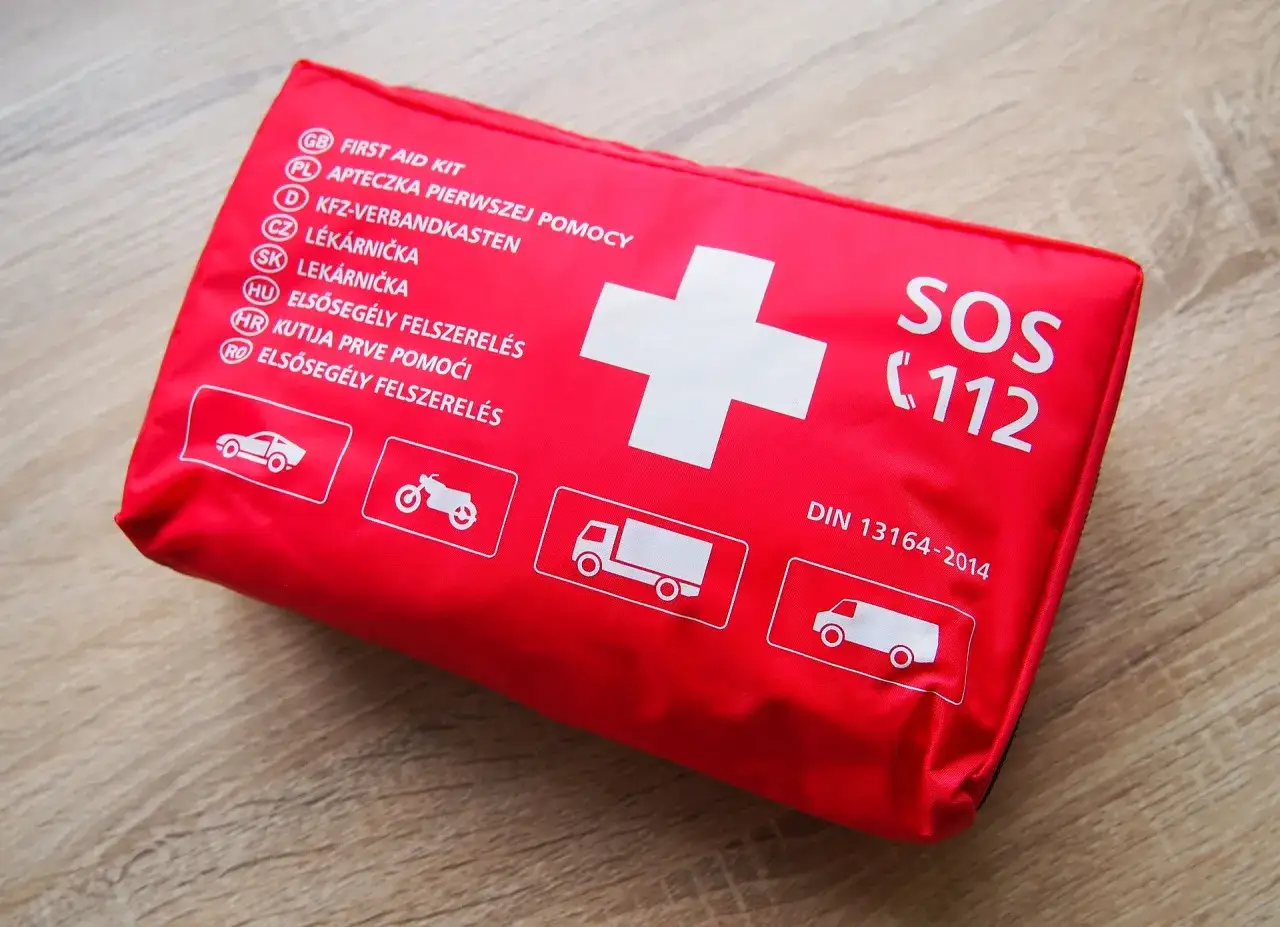 GB FIRST AID KIT
PL APTECZKA PIERWSZEJ POMOCY
D KFZ-VERBANDKASTEN
CZ LÉKÁRNIČKA
SK LEKÁRNIČKA
HU ELSŐSEGÉLY FELSZERELÉS
HR KUTIJA PRVE POMOĆI
RO ELSŐSEGÉLY FELSZERELÉS
SOS
112
DIN 13164-2014